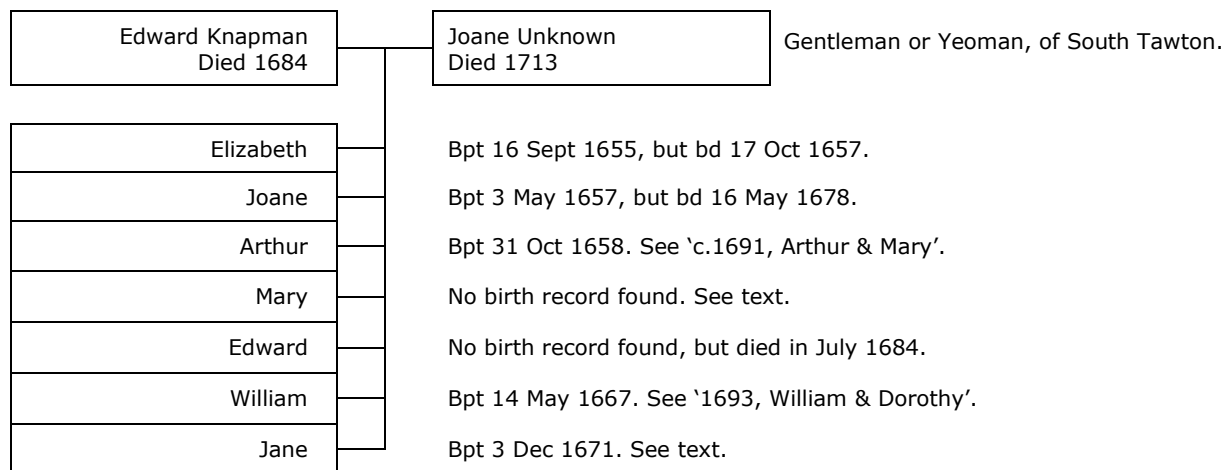 Edward Knapman
Died 1684
Joane Unknown
Died 1713
Gentleman or Yeoman, of South Tawton.
Elizabeth Bpt 16 Sept 1655, but bd 17 Oct 1657.
Joane Bpt 3 May 1657, but bd 16 May 1678.
Arthur Bpt 31 Oct 1658. See ‘c.1691, Arthur & Mary’.
Mary No birth record found. See text.
Edward No birth record found, but died in July 1684.
William Bpt 14 May 1667. See ‘1693, William & Dorothy’.
Jane Bpt 3 Dec 1671. See text.